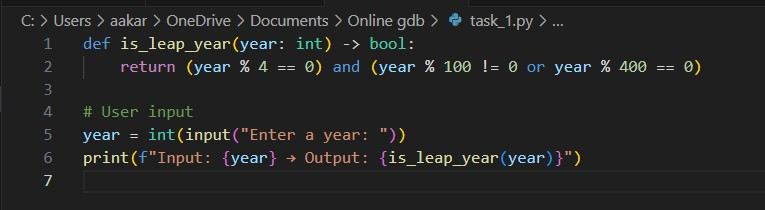 C: > Users > aakar > OneDrive > Documents > Online gdb > task_1.py > ...
1 def is_leap_year(year: int) -> bool:
2     return (year % 4 == 0) and (year % 100 != 0 or year % 400 == 0)
3
4 # User input
5 year = int(input("Enter a year: "))
6 print(f"Input: {year} → Output: {is_leap_year(year)}")
7